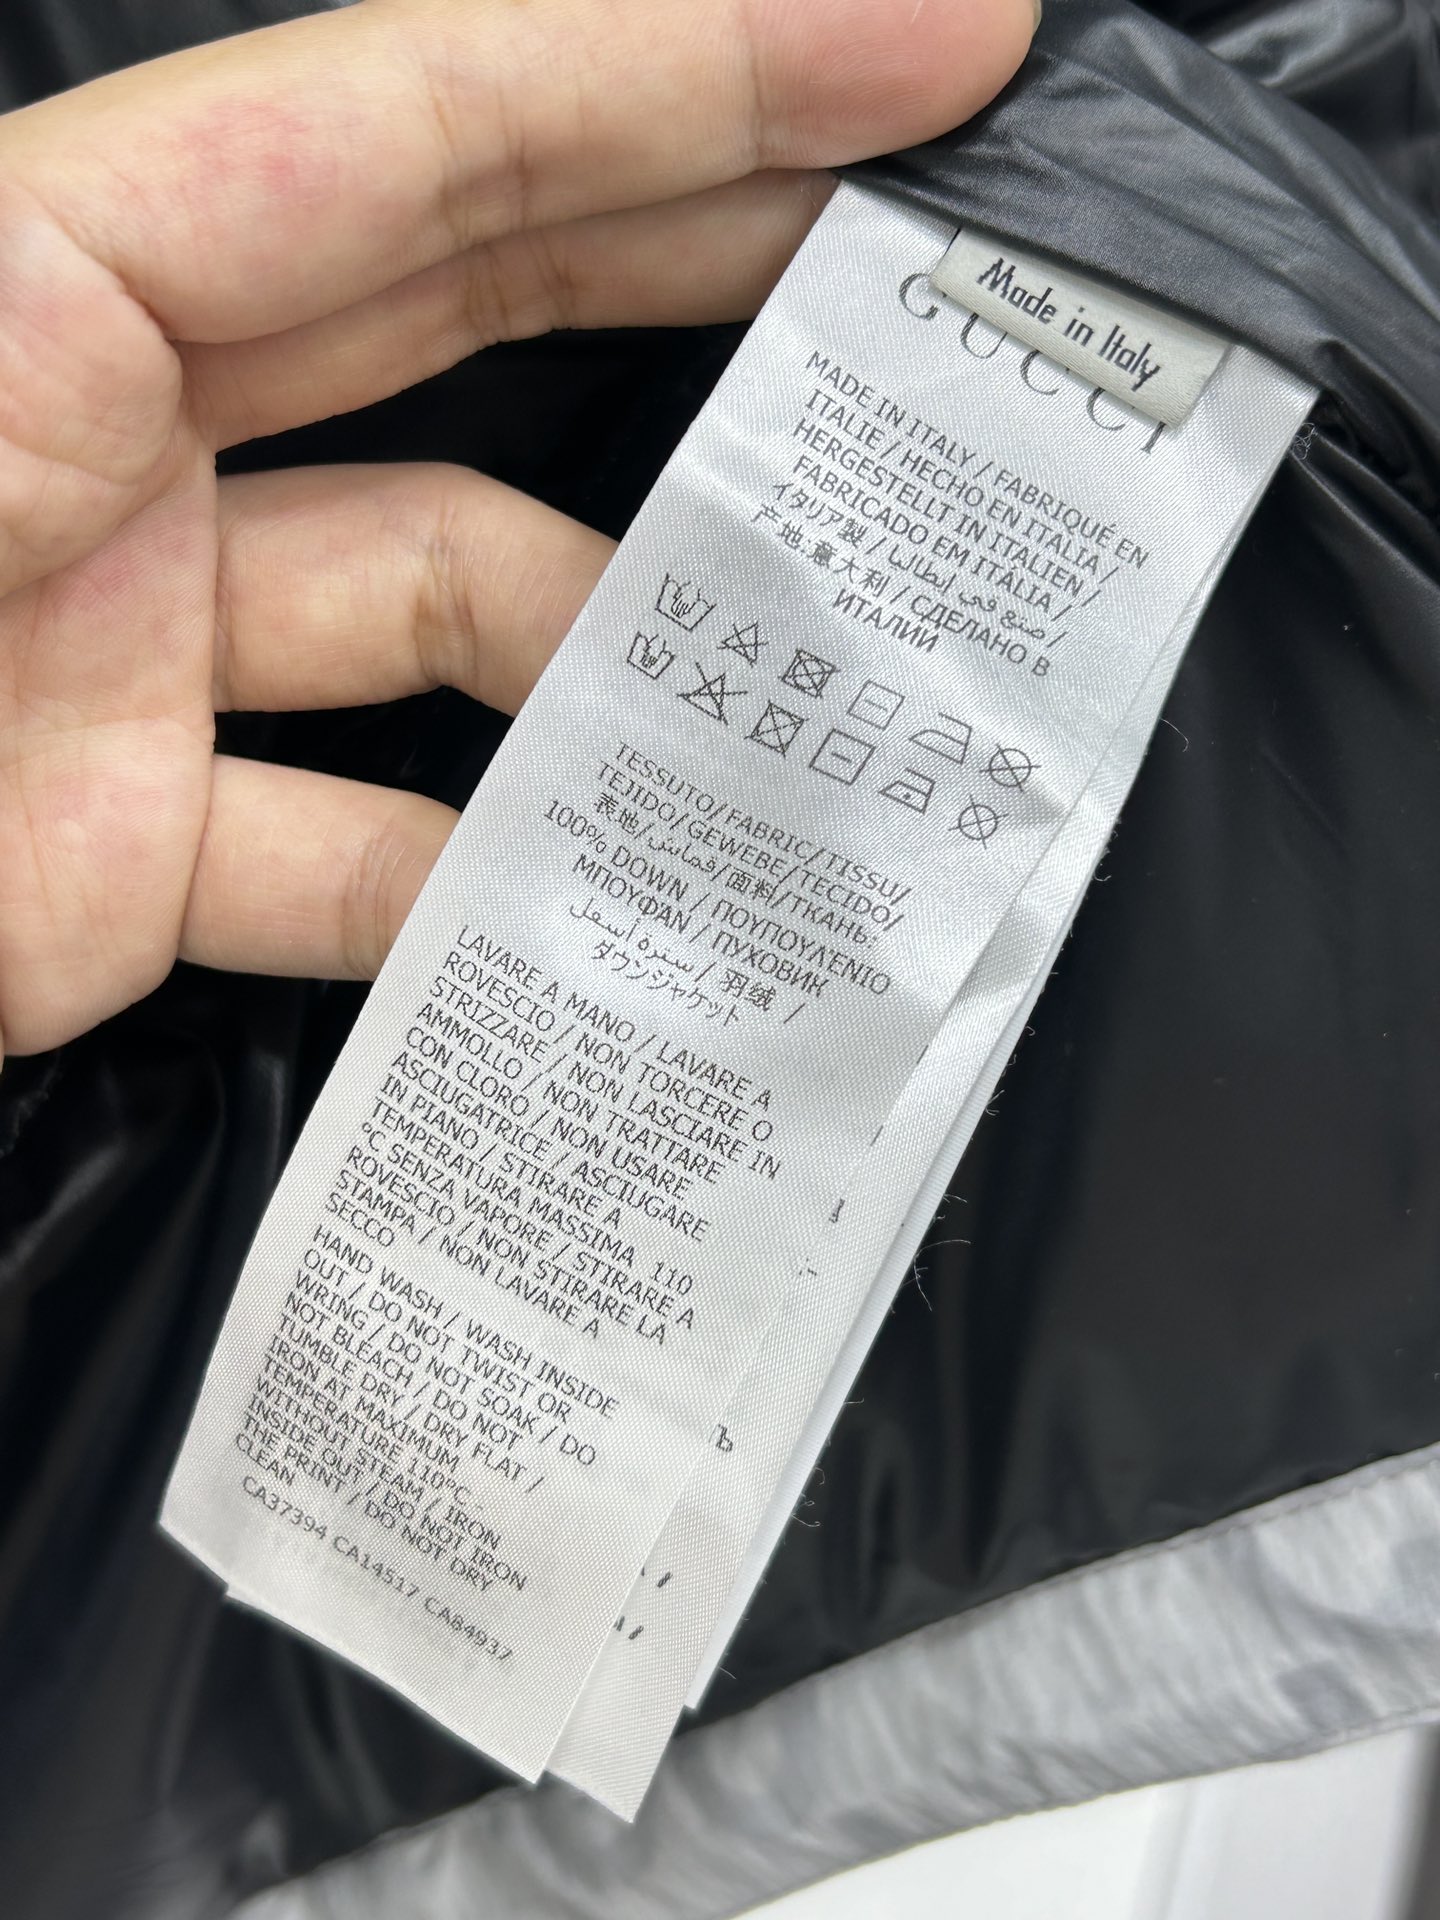 Made in Italy
GUCCI
MADE IN ITALY / FABRIQUÉ EN
ITALIE / HECHO EN ITALIA /
HERGESTELLT IN ITALIEN /
FABRICADO EM ITALIA /
イタリア製 / صنع في إيطاليا /
产地:意大利 / СДЕЛАНО В
ИТАЛИЙ
TESSUTO/FABRIC/TISSU/
TEJIDO/GEWEBE/TECIDO/
表地/قماش/面料/ТКАНЬ:
100% DOWN / ΠΟΥΠΟΥΛΈΝΙΟ
ΜΠΟΥΦΑΝ / ПУХОВИК
سترة أسفل / 羽绒 /
ダウンジャケット
LAVARE A MANO / LAVARE A
ROVESCIO / NON TORCERE O
STRIZZARE / NON LASCIARE IN
AMMOLLO / NON TRATTARE
CON CLORO / NON USARE
ASCIUGATRICE / ASCIUGARE
IN PIANO / STIRARE A
TEMPERATURA MASSIMA 110
°C SENZA VAPORE / STIRARE A
ROVESCIO / NON STIRARE LA
STAMPA / NON LAVARE A
SECCO
HAND WASH / WASH INSIDE
OUT / DO NOT TWIST OR
WRING / DO NOT SOAK / DO
NOT BLEACH / DO NOT
TUMBLE DRY / DRY FLAT /
IRON AT MAXIMUM
TEMPERATURE 110°C
WITHOUT STEAM / IRON
INSIDE OUT / DO NOT IRON
THE PRINT / DO NOT DRY
CLEAN
CA37394 CA14517 CA84937